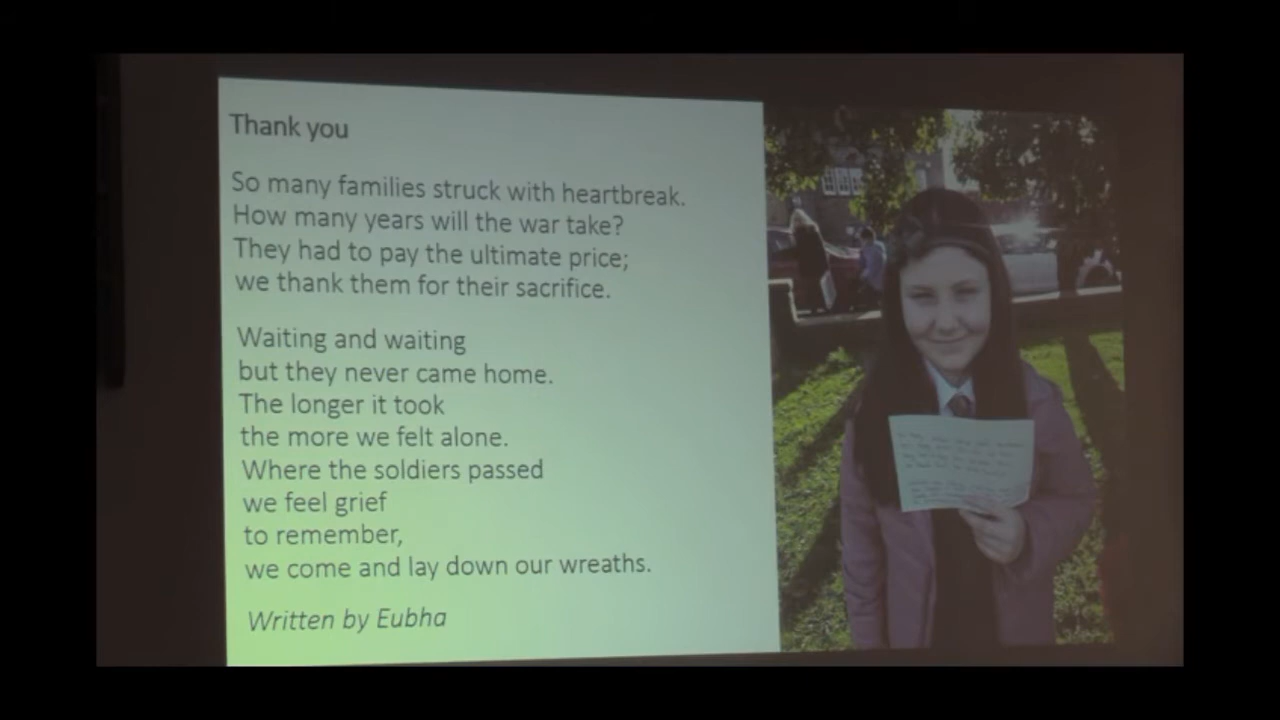 Thank you
So many families struck with heartbreak.
How many years will the war take?
They had to pay the ultimate price;
we thank them for their sacrifice.
Waiting and waiting
but they never came home.
The longer it took
the more we felt alone.
Where the soldiers passed
we feel grief
to remember,
we come and lay down our wreaths.
Written by Eubha